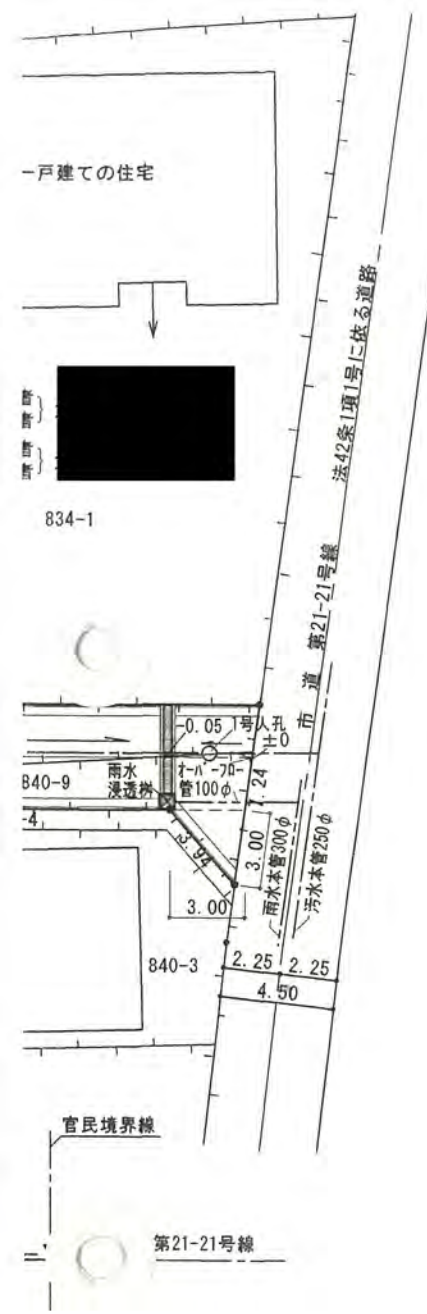 一戸建ての住宅
法42条1項1号に依る道路
834-1
市道 第21-21号線
0.05
1号人孔
±0
雨水
浸透桝
オーバーフロー
管100φ
840-9
-4
7.24
3.94
3.00
3.00
雨水本管300φ
汚水本管250φ
840-3
2.25
2.25
4.50
官民境界線
第21-21号線